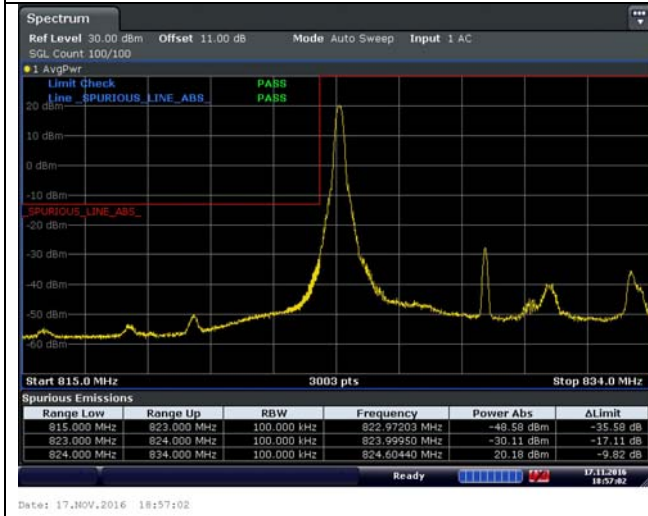 Spectrum
Ref Level 30.00 dBm Offset 11.00 dB Mode Auto Sweep Input 1 AC
SGL Count 100/100
1 AvgPwr
Limit Check PASS
Line _SPURIOUS_LINE_ABS_ PASS
20 dBm
10 dBm
0 dBm
-10 dBm
_SPURIOUS_LINE_ABS_
-20 dBm
-30 dBm
-40 dBm
-50 dBm
-60 dBm
Start 815.0 MHz 3003 pts Stop 834.0 MHz
Spurious Emissions
Range Low Range Up RBW Frequency Power Abs ΔLimit
815.000 MHz 823.000 MHz 100.000 kHz 822.97203 MHz -48.58 dBm -35.58 dB
823.000 MHz 824.000 MHz 100.000 kHz 823.99950 MHz -30.11 dBm -17.11 dB
824.000 MHz 834.000 MHz 100.000 kHz 824.60440 MHz 20.18 dBm -9.82 dB
Ready 17.11.2016
18:57:02
Date: 17.NOV.2016 18:57:02